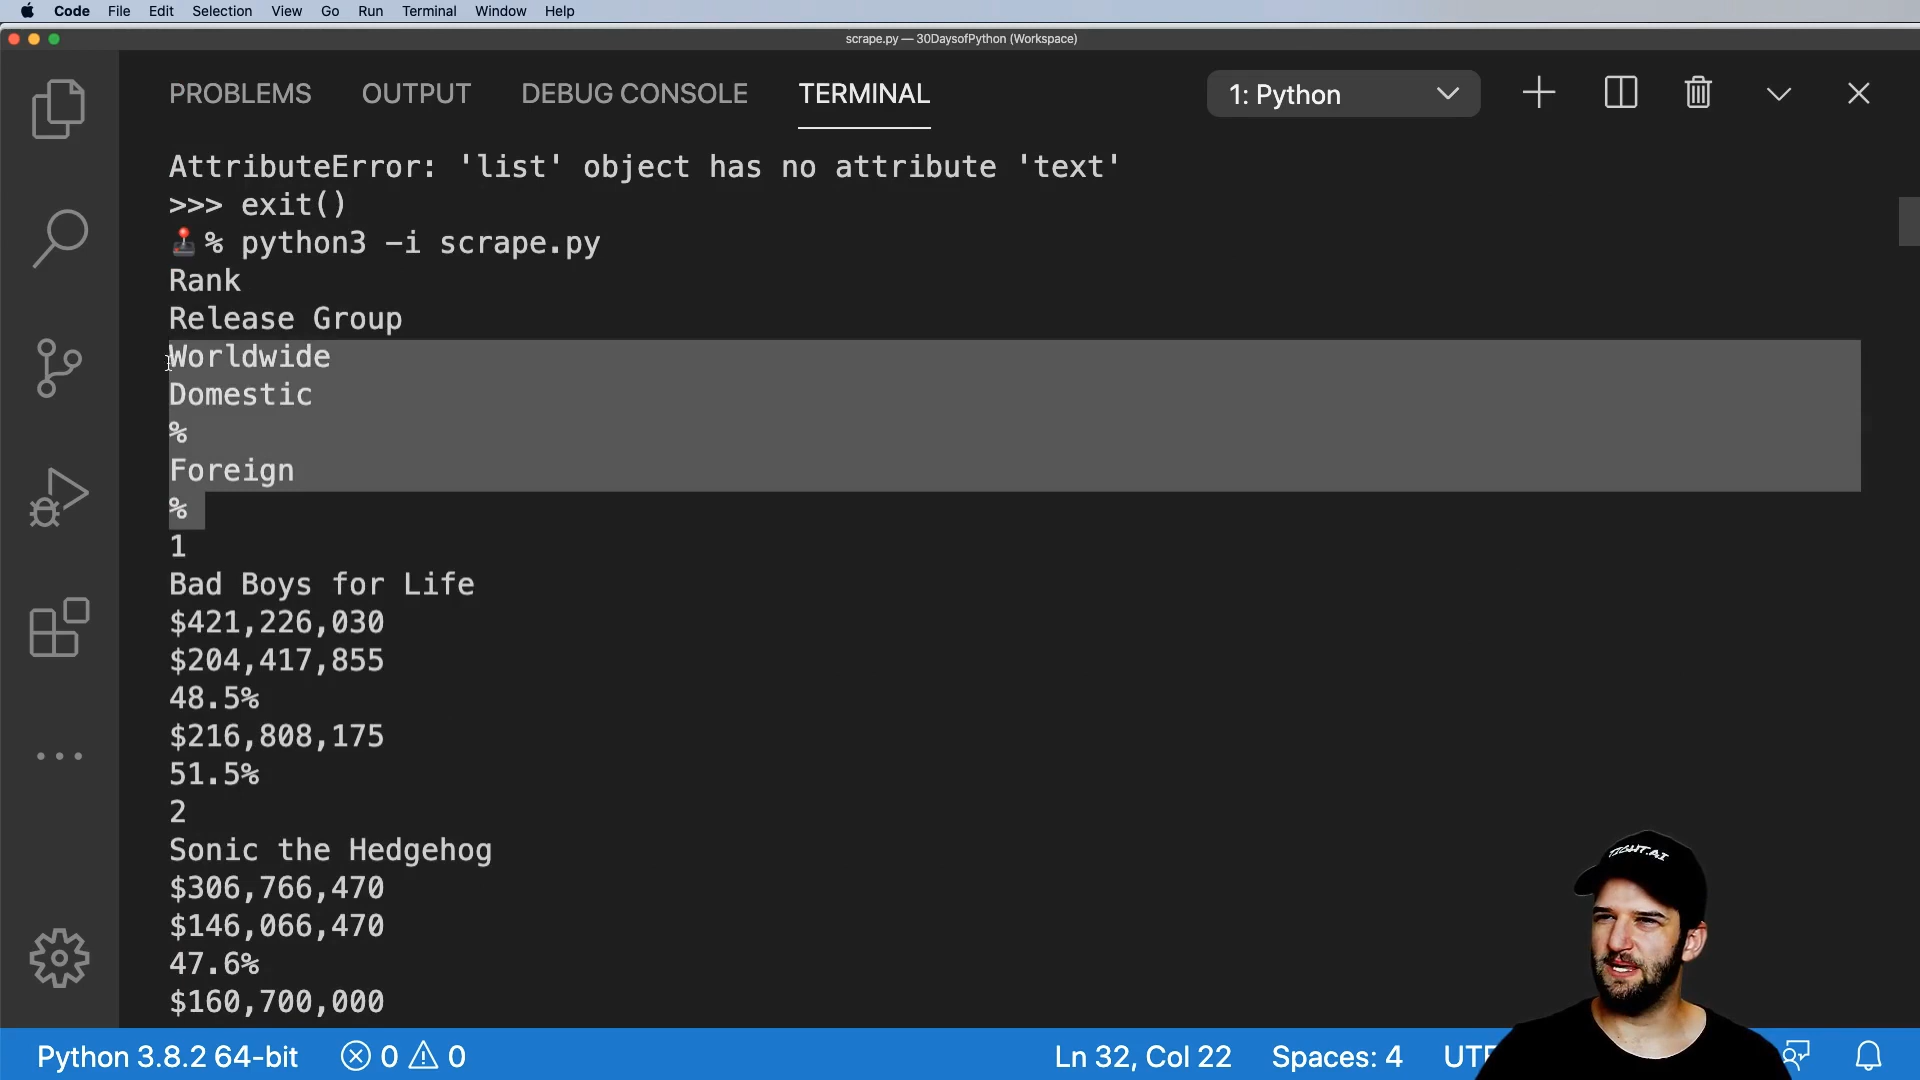 Code File Edit Selection View Go Run Terminal Window Help
scrape.py — 30DaysofPython (Workspace)
PROBLEMS OUTPUT DEBUG CONSOLE TERMINAL 1: Python
AttributeError: 'list' object has no attribute 'text'
>>> exit()
% python3 -i scrape.py
Rank
Release Group
Worldwide
Domestic
%
Foreign
%
1
Bad Boys for Life
$421,226,030
$204,417,855
48.5%
$216,808,175
51.5%
2
Sonic the Hedgehog
$306,766,470
$146,066,470
47.6%
$160,700,000
TIGHT.AI
Python 3.8.2 64-bit 0 0 Ln 32, Col 22 Spaces: 4